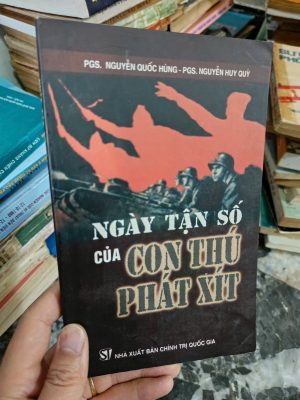 PGS. NGUYỄN QUỐC HÙNG - PGS. NGUYỄN HUY QUÝ
NGÀY TẬN SỐ
CỦA CON THÚ
PHÁT XÍT
NHÀ XUẤT BẢN CHÍNH TRỊ QUỐC GIA